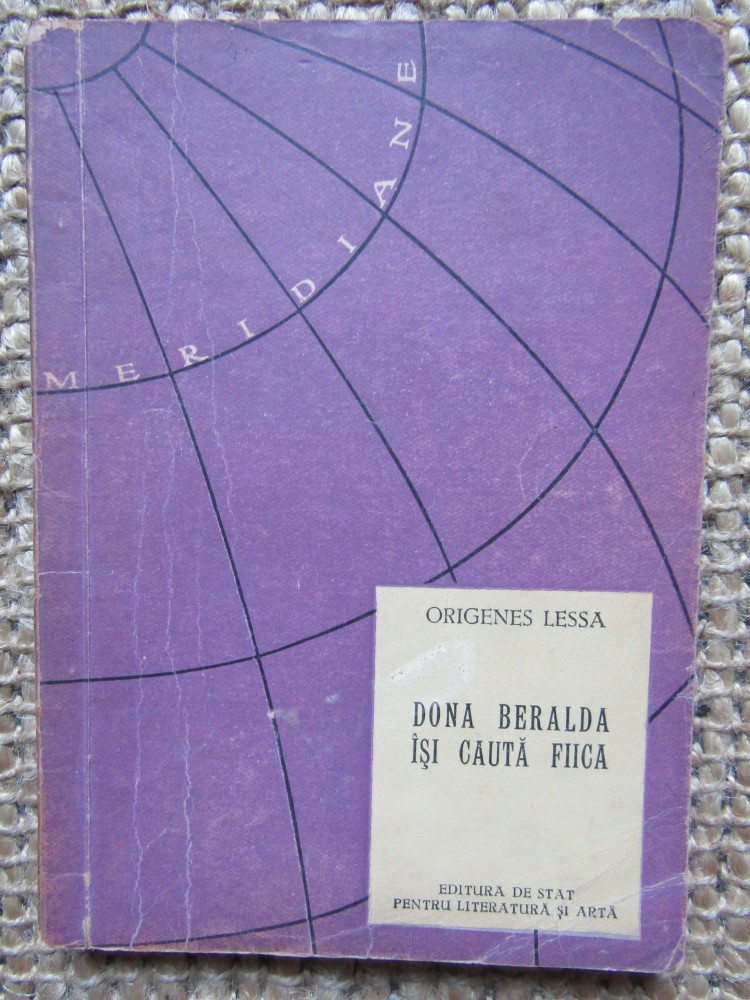 MERIDIANE
ORIGENES LESSA
DONA BERALDA
ÎŞI CAUTĂ FIICA
EDITURA DE STAT
PENTRU LITERATURĂ ŞI ARTĂ